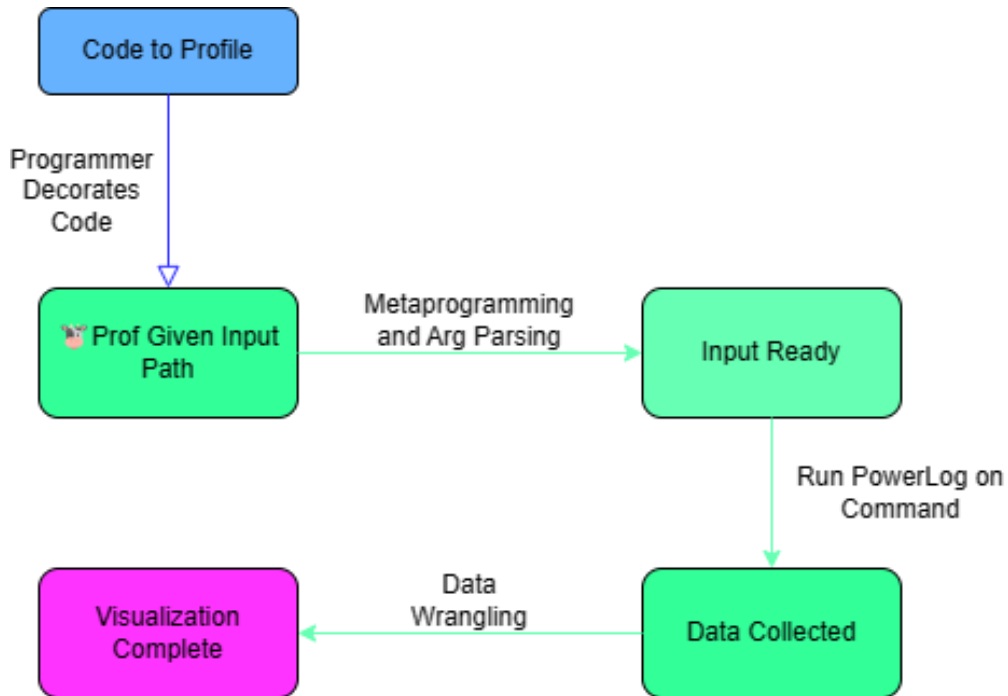 Code to Profile
Programmer
Decorates
Code
🐮 Prof Given Input
Path
Metaprogramming
and Arg Parsing
Input Ready
Run PowerLog on
Command
Data Collected
Data
Wrangling
Visualization
Complete